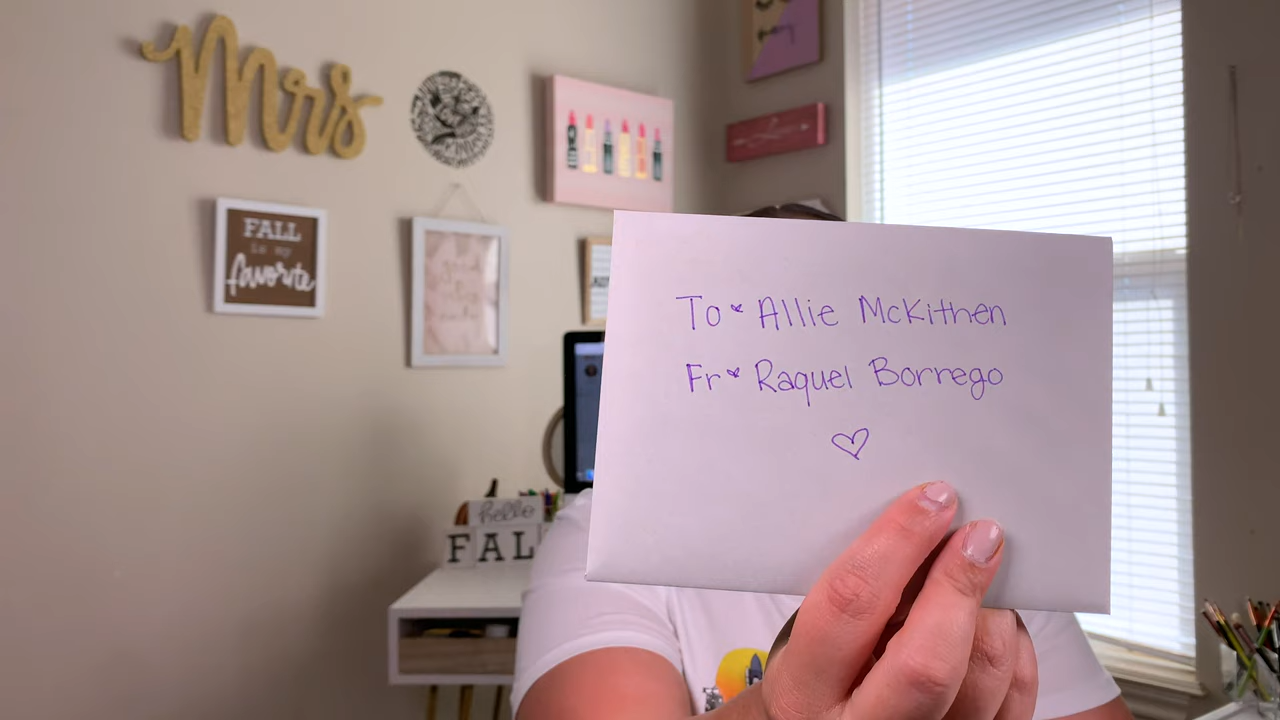 Mrs
FALL
is my
favorite
To* Allie McKithen
Fr* Raquel Borrego
♡
hello
FAL